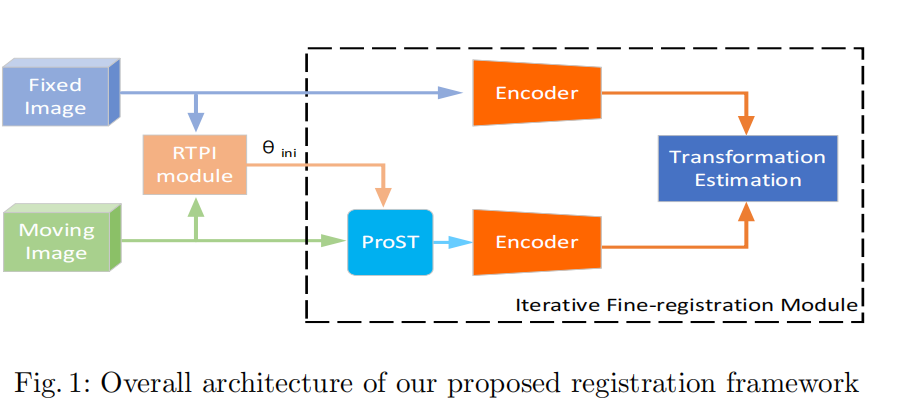 Fixed
Image
Encoder
RTPI
module
θ ini
Transformation
Estimation
Moving
Image
ProST
Encoder
Iterative Fine-registration Module
Fig. 1: Overall architecture of our proposed registration framework